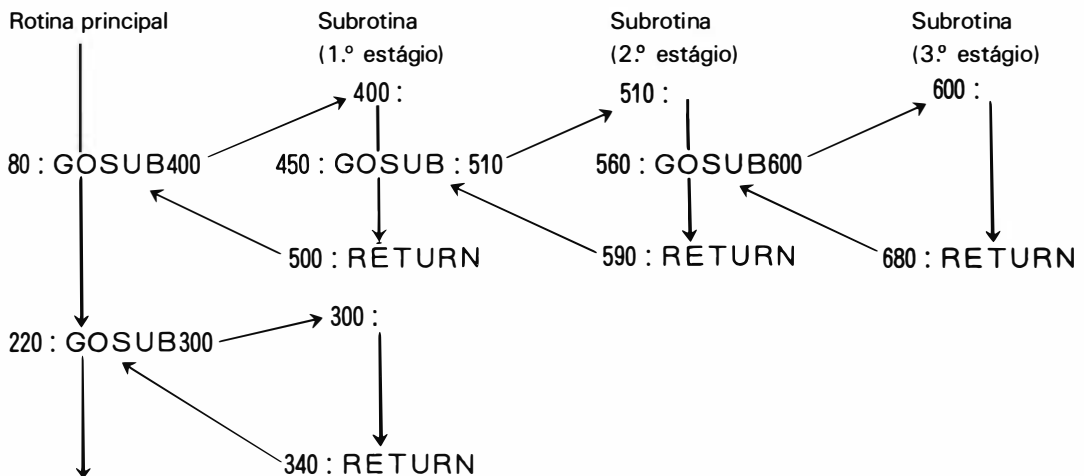 Rotina principal Subrotina Subrotina Subrotina
(1.º estágio) (2.º estágio) (3.º estágio)
400 : 510 : 600 :
80 : GOSUB400 450 : GOSUB : 510 560 : GOSUB600
500 : RETURN 590 : RETURN 680 : RETURN
300 :
220 : GOSUB300
340 : RETURN